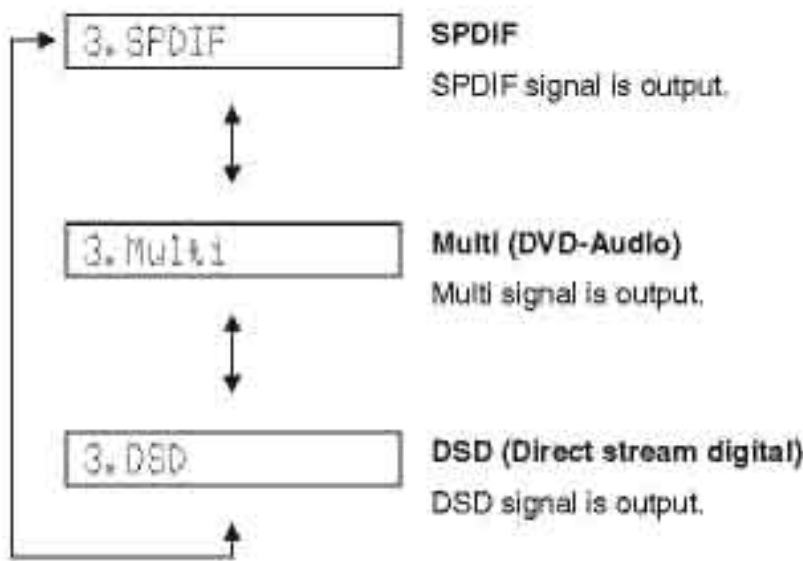 3.SPDIF
SPDIF
SPDIF signal is output.
3.Multi
Multi (DVD-Audio)
Multi signal is output.
3.DSD
DSD (Direct stream digital)
DSD signal is output.